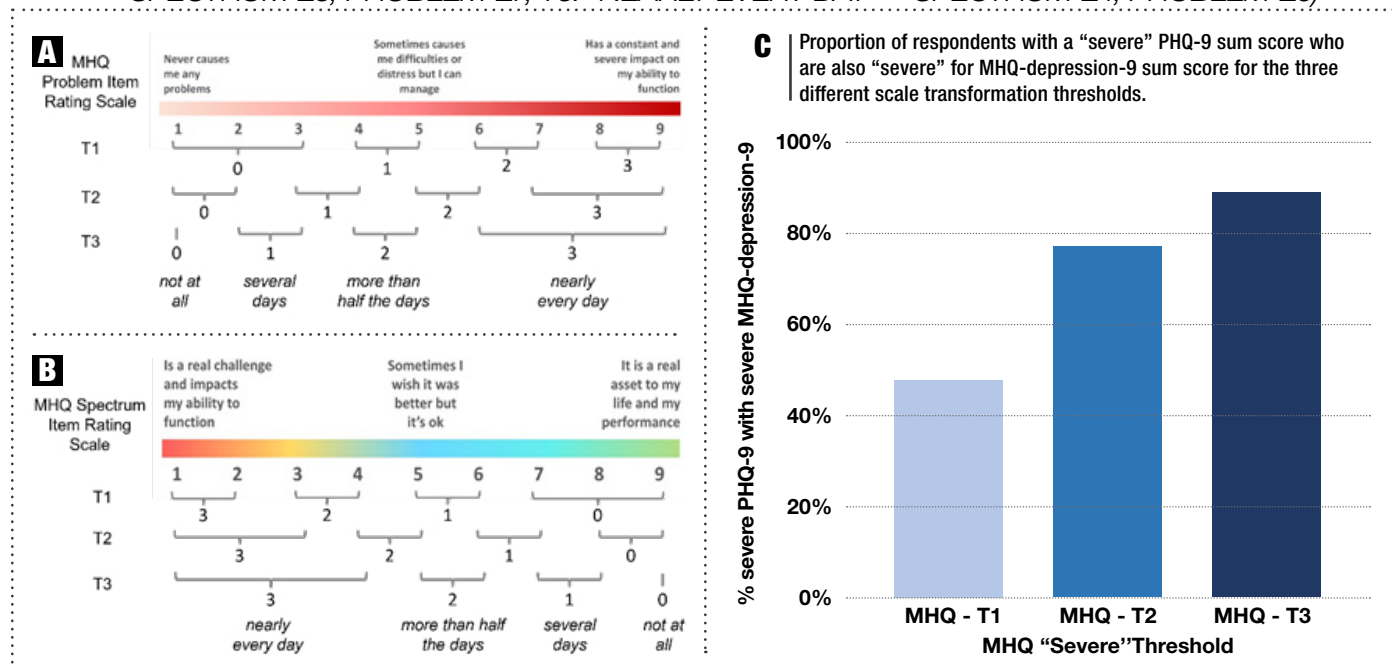 A
MHQ
Problem Item
Rating Scale
Never causes
me any
problems
Sometimes causes
me difficulties or
distress but I can
manage
Has a constant and
severe impact on
my ability to
function
1 2 3 4 5 6 7 8 9
T1
0 1 2 3
T2
0 1 2 3
T3
0 1 2 3
not at
all
several
days
more than
half the days
nearly
every day
B
MHQ Spectrum
Item Rating
Scale
Is a real challenge
and impacts
my ability to
function
Sometimes I
wish it was
better but
it's ok
It is a real
asset to my
life and my
performance
1 2 3 4 5 6 7 8 9
T1
3 2 1 0
T2
3 2 1 0
T3
3 2 1 0
nearly
every day
more than half
the days
several
days
not at
all
C
Proportion of respondents with a “severe” PHQ-9 sum score who
are also “severe” for MHQ-depression-9 sum score for the three
different scale transformation thresholds.
% severe PHQ-9 with severe MHQ-depression-9
100%
80%
60%
40%
20%
0%
MHQ - T1 MHQ - T2 MHQ - T3
MHQ “Severe’’Threshold